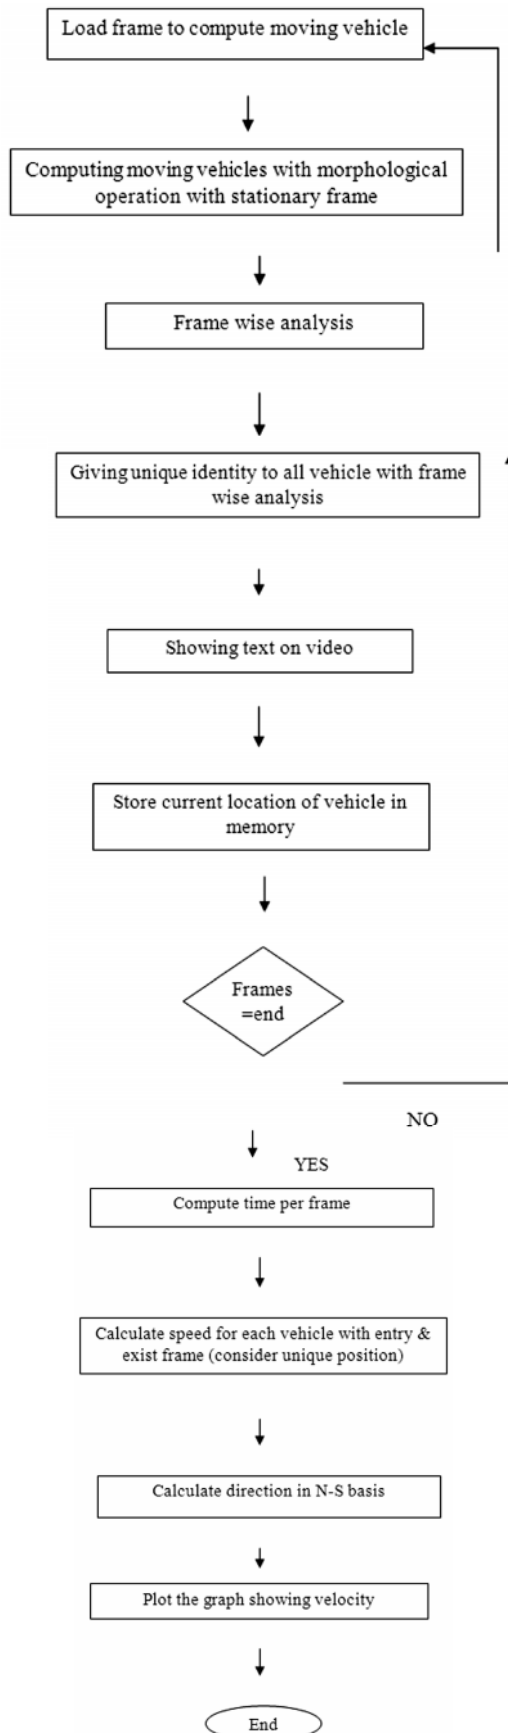 Load frame to compute moving vehicle
Computing moving vehicles with morphological
operation with stationary frame
Frame wise analysis
Giving unique identity to all vehicle with frame
wise analysis
Showing text on video
Store current location of vehicle in
memory
Frames
=end
NO
YES
Compute time per frame
Calculate speed for each vehicle with entry &
exist frame (consider unique position)
Calculate direction in N-S basis
Plot the graph showing velocity
End